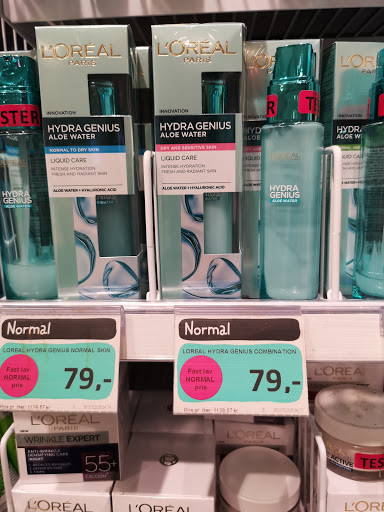 L'ORÉAL
PARIS
INNOVATION
HYDRA GENIUS
ALOE WATER
NORMAL TO DRY SKIN
LIQUID CARE
INTENSE HYDRATION
FRESH AND RADIANT SKIN
ALOE WATER + HYALURONIC ACID
L'ORÉAL
PARIS
INNOVATION
HYDRA GENIUS
ALOE WATER
DRY AND SENSITIVE SKIN
LIQUID CARE
INTENSE HYDRATION
FRESH AND RADIANT SKIN
ALOE WATER + HYALURONIC ACID
STER
HYDRA
GENIUS
ER
TES
HYDRA
GENIUS
ALOE WATER
Normal
LOREAL HYDRA GENIUS NORMAL SKIN
Fast lav
NORMAL
pris
79,-
Normal
LOREAL HYDRA GENIUS COMBINATION
Fast lav
NORMAL
pris
79,-
L'ORÉAL
PARIS
WRINKLE EXPERT
55+
L'ORÉAL
L'ORÉAL
L'ORÉAL
L'ORÉAL
TESTE